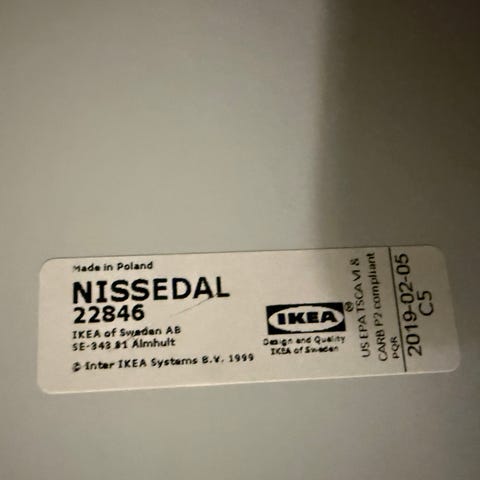 Made in Poland
NISSEDAL
22846
IKEA of Sweden AB
SE-343 81 Älmhult
© Inter IKEA Systems B.V. 1999
IKEA®
Design and Quality
IKEA of Sweden
US EPA TSCA VI &
CARB P2 compliant
PQR
2019-02-05
C5